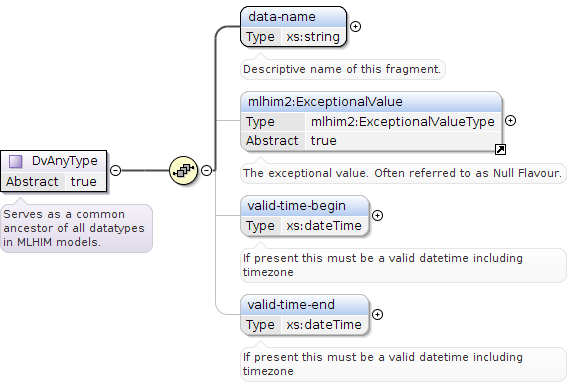 data-name
Type xs:string
Descriptive name of this fragment.
mlhim2:ExceptionalValue
Type mlhim2:ExceptionalValueType
Abstract true
The exceptional value. Often referred to as Null Flavour.
DvAnyType
Abstract true
Serves as a common
ancestor of all datatypes
in MLHIM models.
valid-time-begin
Type xs:dateTime
If present this must be a valid datetime including
timezone
valid-time-end
Type xs:dateTime
If present this must be a valid datetime including
timezone